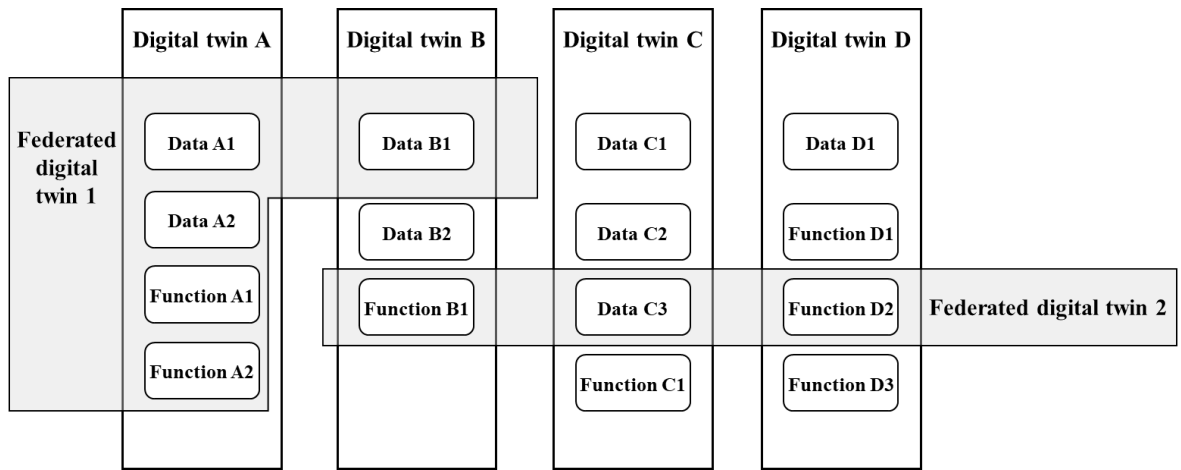 Digital twin A
Digital twin B
Digital twin C
Digital twin D
Federated
digital
twin 1
Data A1
Data B1
Data C1
Data D1
Data A2
Data B2
Data C2
Function D1
Function A1
Function B1
Data C3
Function D2
Federated digital twin 2
Function A2
Function C1
Function D3